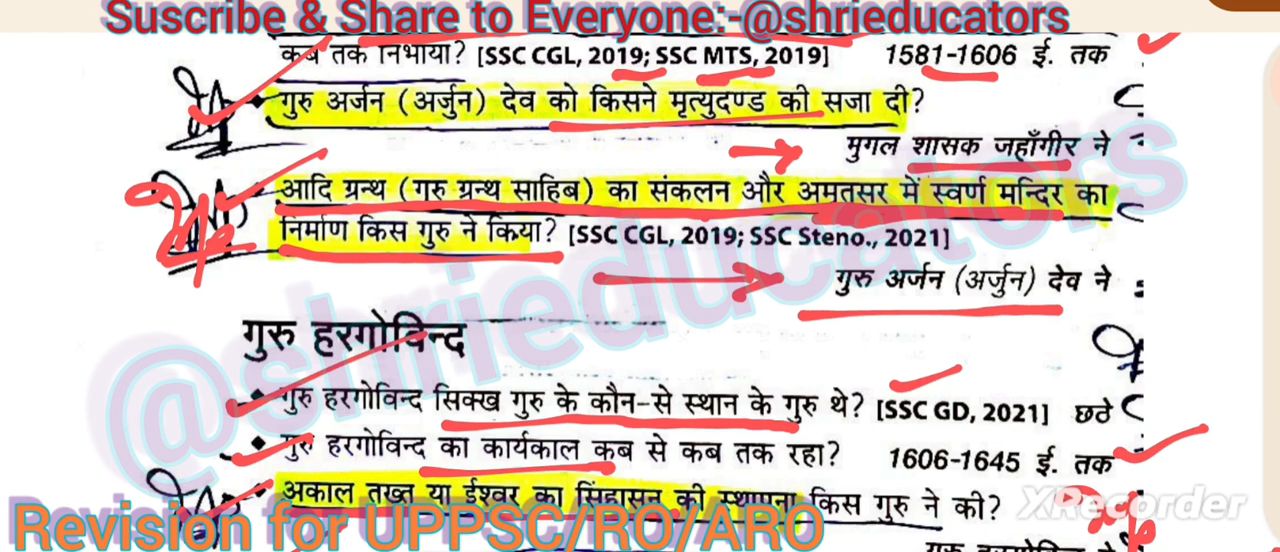 Suscribe & Share to Everyone:-@shrieducators
कब तक निभाया? [SSC CGL, 2019; SSC MTS, 2019] 1581-1606 ई. तक
गुरु अर्जन (अर्जुन) देव को किसने मृत्युदण्ड की सजा दी?
मुगल शासक जहाँगीर ने
आदि ग्रन्थ (गरु ग्रन्थ साहिब) का संकलन और अमतसर में स्वर्ण मन्दिर का
निर्माण किस गुरु ने किया? [SSC CGL, 2019; SSC Steno., 2021]
गुरु अर्जन (अर्जुन) देव ने
@shrieducators
गुरु हरगोविन्द
गुरु हरगोविन्द सिक्ख गुरु के कौन-से स्थान के गुरु थे? [SSC GD, 2021] छठे
गुरु हरगोविन्द का कार्यकाल कब से कब तक रहा? 1606-1645 ई. तक
अकाल तख्त या ईश्वर का सिंहासन की स्थापना किस गुरु ने की?
XRecorder
Revision for UPPSC/RO/ARO